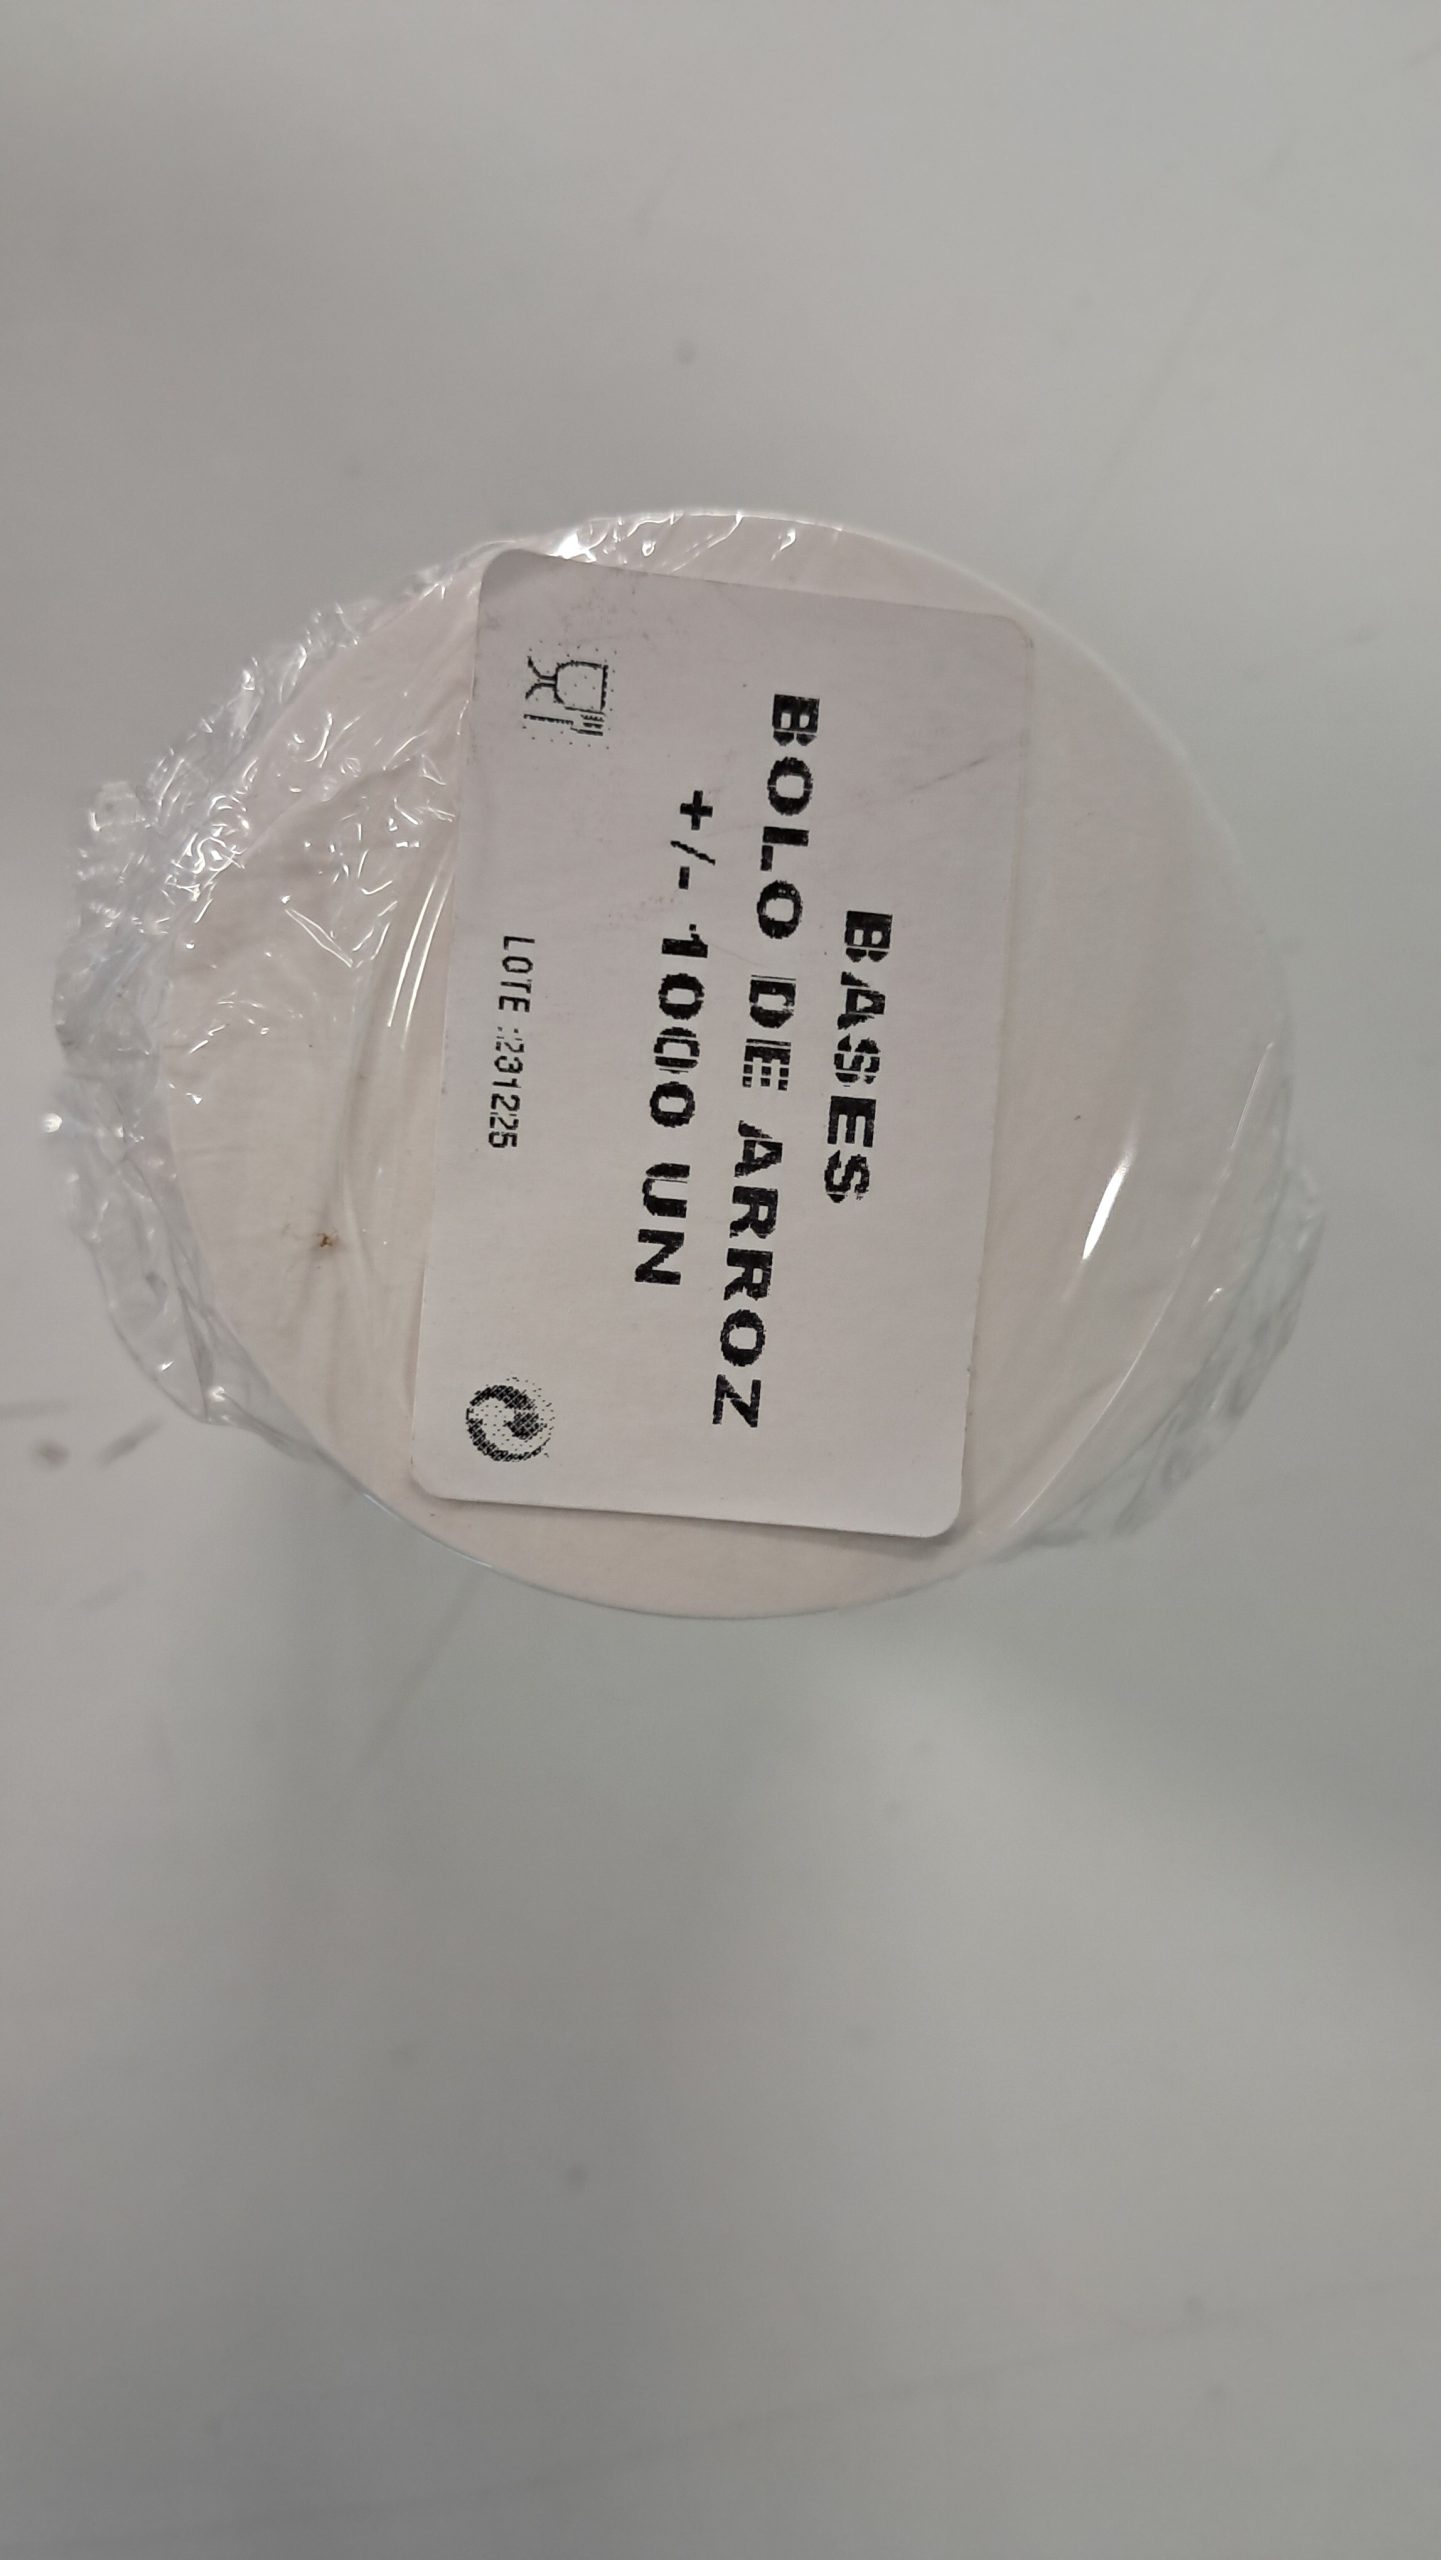 BASES
BOLO DE ARROZ
+/- 1000 UN
LOTE :231225